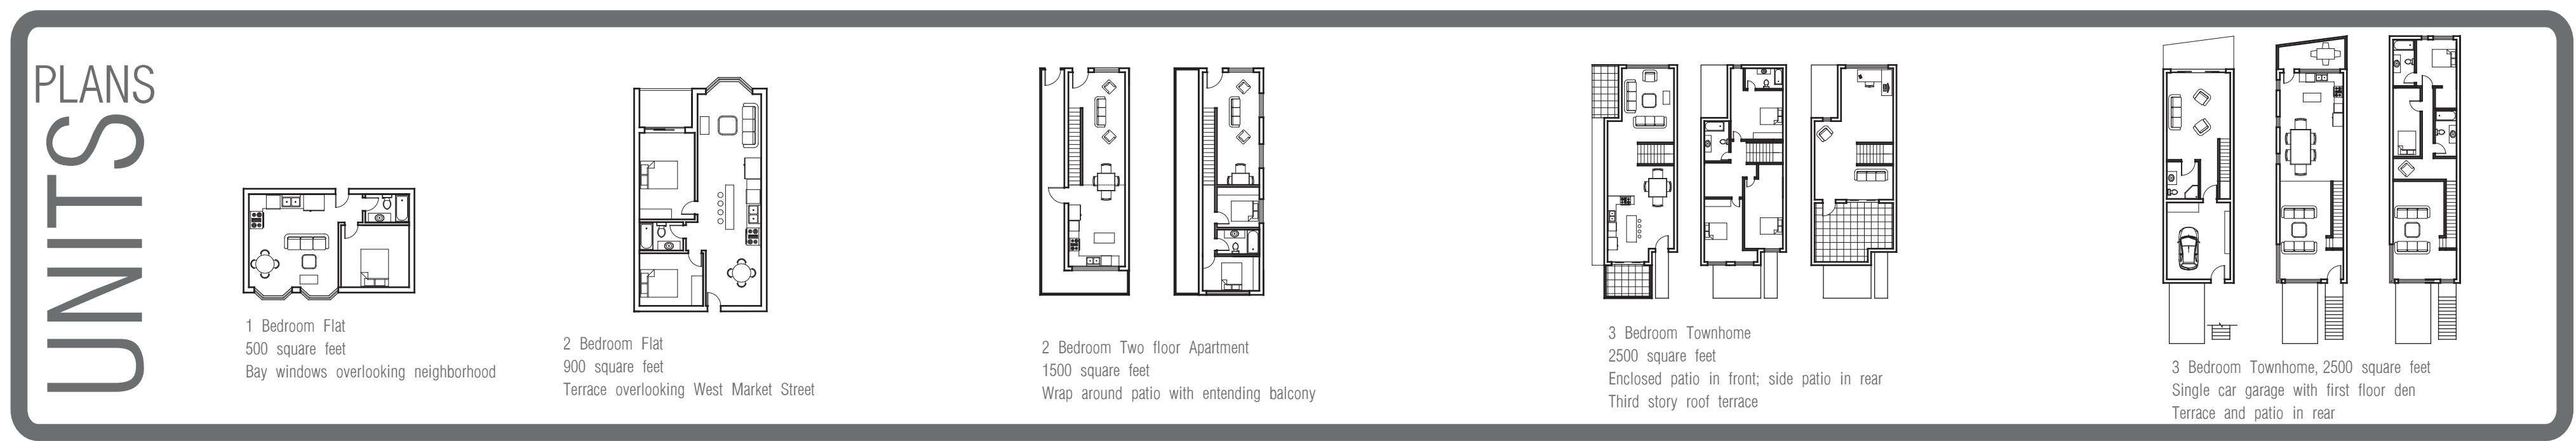 PLANS
UNITS
1 Bedroom Flat
500 square feet
Bay windows overlooking neighborhood
2 Bedroom Flat
900 square feet
Terrace overlooking West Market Street
2 Bedroom Two floor Apartment
1500 square feet
Wrap around patio with entending balcony
3 Bedroom Townhome
2500 square feet
Enclosed patio in front; side patio in rear
Third story roof terrace
3 Bedroom Townhome, 2500 square feet
Single car garage with first floor den
Terrace and patio in rear